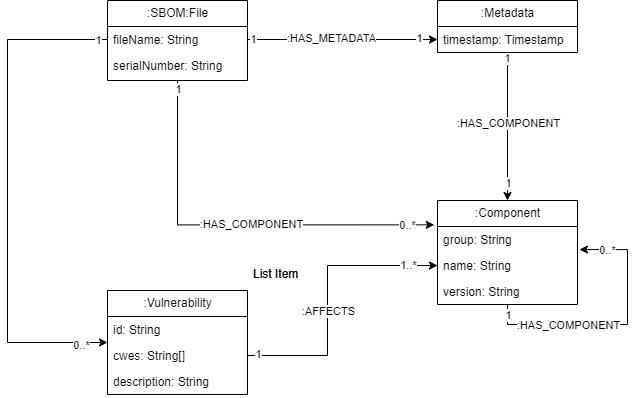 :SBOM:File
fileName: String
serialNumber: String
:Metadata
timestamp: Timestamp
1
:HAS_METADATA
1
1
1
1
:HAS_COMPONENT
1
:HAS_COMPONENT
0..*
:Component
group: String
name: String
version: String
0..*
1
:HAS_COMPONENT
List Item
1..*
:AFFECTS
1
:Vulnerability
id: String
cwes: String[]
description: String
0..*